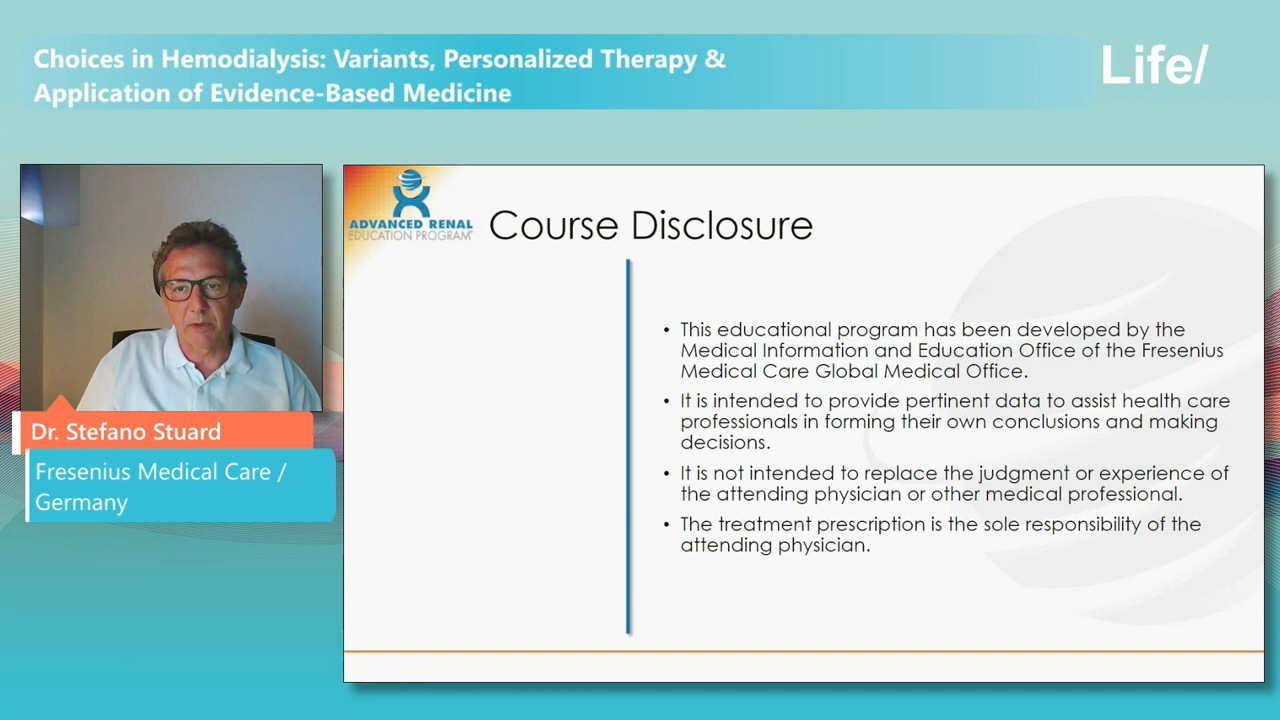 Choices in Hemodialysis: Variants, Personalized Therapy &
Application of Evidence-Based Medicine
Life/
ADVANCED RENAL
EDUCATION PROGRAM
Course Disclosure
• This educational program has been developed by the
Medical Information and Education Office of the Fresenius
Medical Care Global Medical Office.
• It is intended to provide pertinent data to assist health care
professionals in forming their own conclusions and making
decisions.
• It is not intended to replace the judgment or experience of
the attending physician or other medical professional.
• The treatment prescription is the sole responsibility of the
attending physician.
Dr. Stefano Stuard
Fresenius Medical Care /
Germany